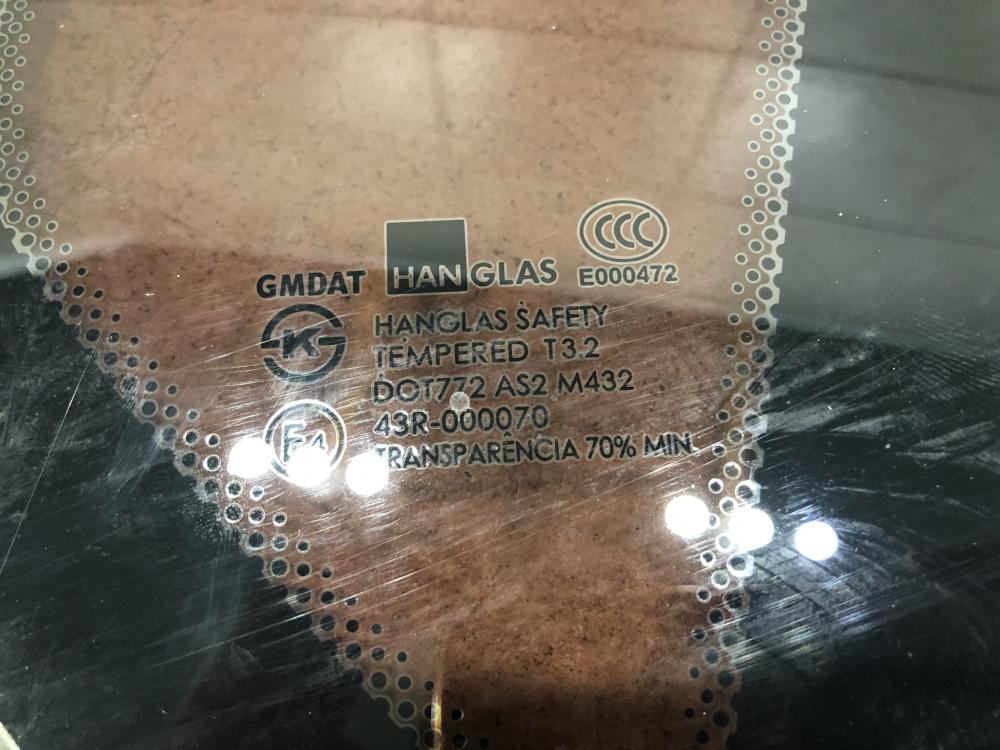 GMDAT
HANGLAS
CCC
E000472
K
HANGLAS SAFETY
TEMPERED T3.2
DOT772 AS2 M432
43R-000070
E4
TRANSPARÊNCIA 70% MIN.